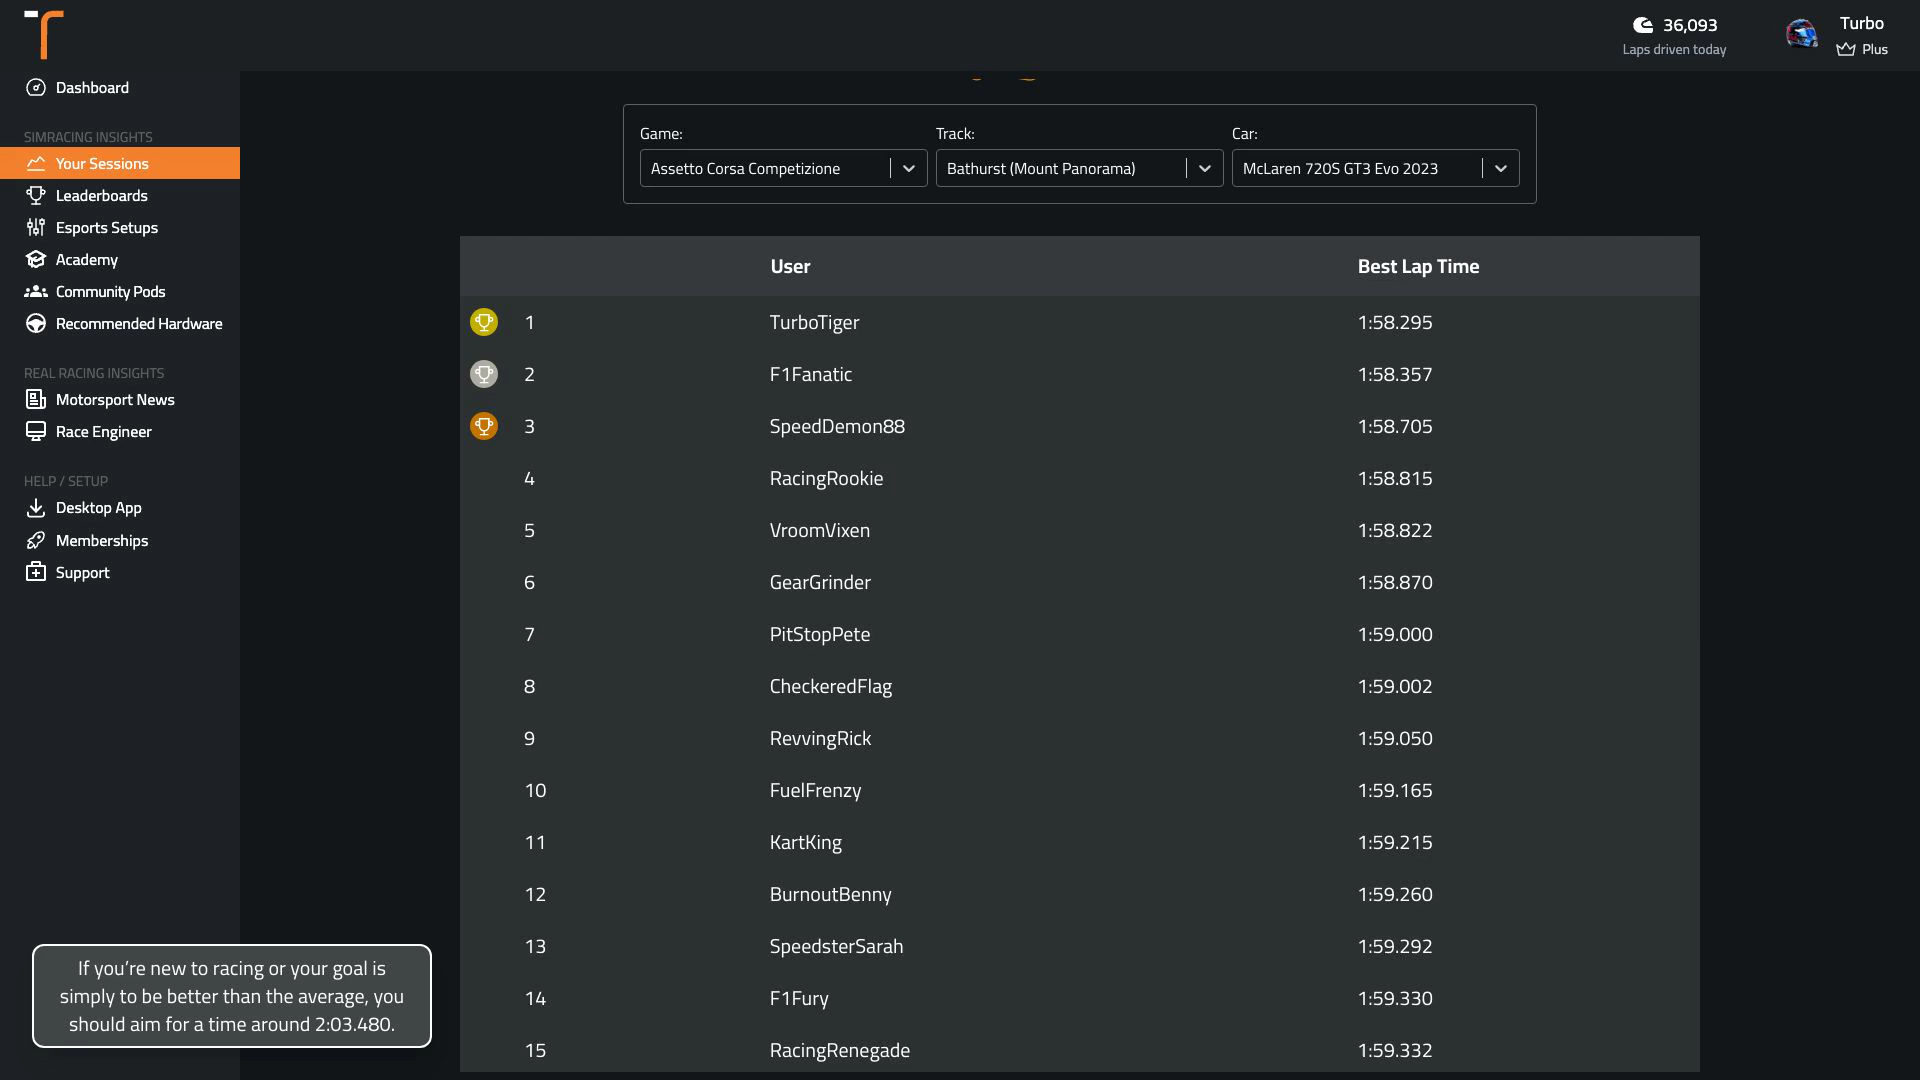 36,093
Laps driven today
Turbo
Plus
Dashboard
SIMRACING INSIGHTS
Your Sessions
Leaderboards
Esports Setups
Academy
Community Pods
Recommended Hardware
REAL RACING INSIGHTS
Motorsport News
Race Engineer
HELP / SETUP
Desktop App
Memberships
Support
Game: Track: Car:
Assetto Corsa Competizione Bathurst (Mount Panorama) McLaren 720S GT3 Evo 2023
User Best Lap Time
1 TurboTiger 1:58.295
2 F1Fanatic 1:58.357
3 SpeedDemon88 1:58.705
4 RacingRookie 1:58.815
5 VroomVixen 1:58.822
6 GearGrinder 1:58.870
7 PitStopPete 1:59.000
8 CheckeredFlag 1:59.002
9 RevvingRick 1:59.050
10 FuelFrenzy 1:59.165
11 KartKing 1:59.215
12 BurnoutBenny 1:59.260
13 SpeedsterSarah 1:59.292
14 F1Fury 1:59.330
15 RacingRenegade 1:59.332
If you’re new to racing or your goal is
simply to be better than the average, you
should aim for a time around 2:03.480.